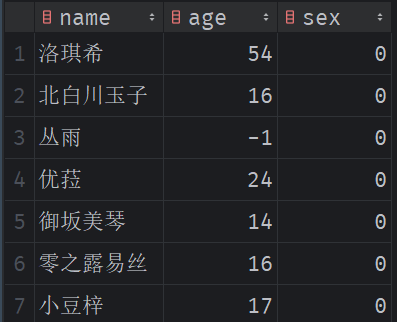 name age sex
1 洛琪希 54 0
2 北白川玉子 16 0
3 丛雨 -1 0
4 优菈 24 0
5 御坂美琴 14 0
6 零之露易丝 16 0
7 小豆梓 17 0